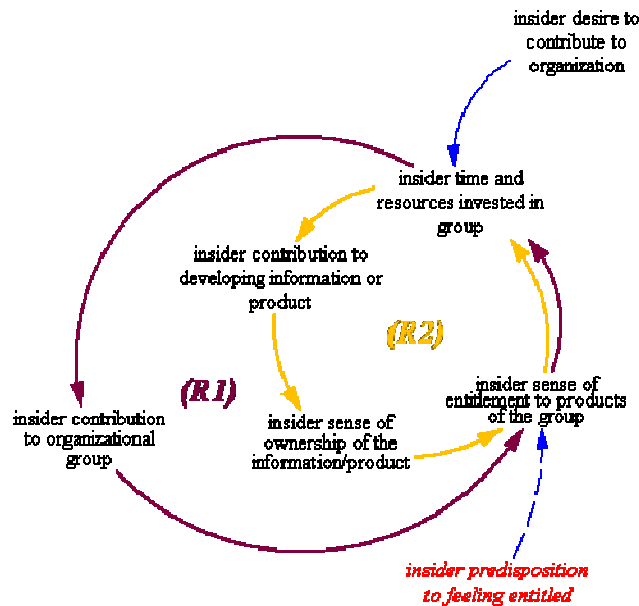 insider desire to
contribute to
organization
insider time and
resources invested in
group
insider contribution to
developing information or
product
(R2)
(R1)
insider sense of
entitlement to products
of the group
insider contribution
to organizational
group
insider sense of
ownership of the
information/product
insider predisposition
to feeling entitled